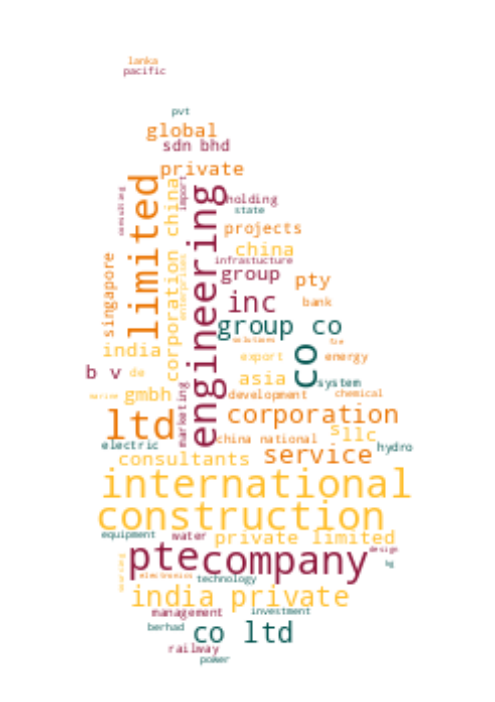 lanka
pacific
pvt
global
sdn bhd
private
limited
consulting
corporation china
import
engineering
holding
state
projects
china
infrastucture
group
pty
singapore
enterprises
inc
bank
group co
solutions
co
india
export
energy
b v
de
asia
system
gmbh
marketing
development
chemical
ltd
corporation
s
llc
electric
china national
hydro
consultants
service
international
construction
equipment
water
private limited
pte
company
design
kg
electronics
technology
india private
management
investment
berhad
co ltd
railway
power